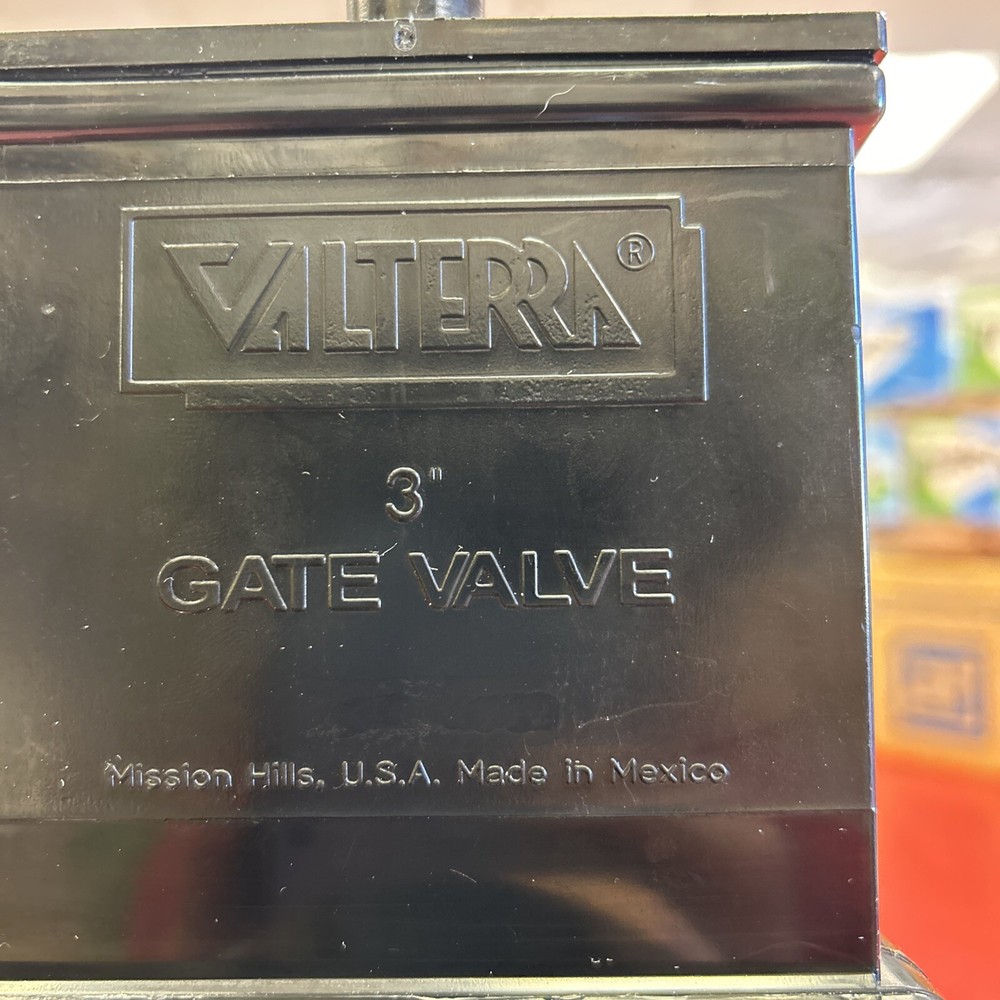 VALTERRA®
3"
GATE VALVE
Mission Hills, U.S.A. Made in Mexico